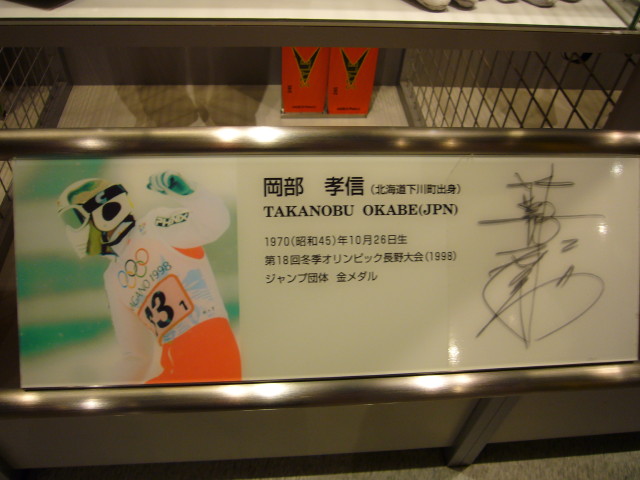 岡部 孝信 (北海道下川町出身)
TAKANOBU OKABE(JPN)
1970(昭和45)年10月26日生
第18回冬季オリンピック長野大会(1998)
ジャンプ団体 金メダル
NAGANO 1998
13 1